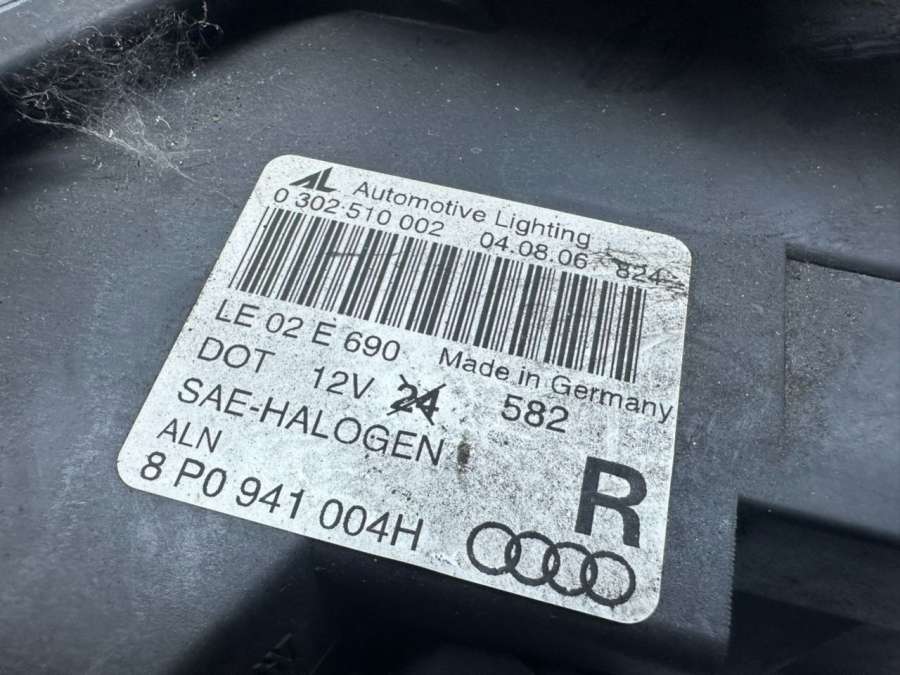 AL Automotive Lighting
0 302 510 002 04.08.06 824
LE 02 E 690 Made in Germany
DOT 12V 24 582
SAE-HALOGEN
ALN
8 P0 941 004H
R